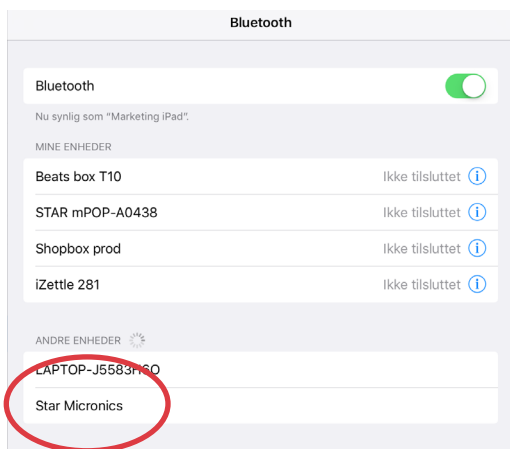 Bluetooth
Bluetooth
Nu synlig som “Marketing iPad”.
MINE ENHEDER
Beats box T10 Ikke tilsluttet
STAR mPOP-A0438 Ikke tilsluttet
Shopbox prod Ikke tilsluttet
iZettle 281 Ikke tilsluttet
ANDRE ENHEDER
Star Micronics